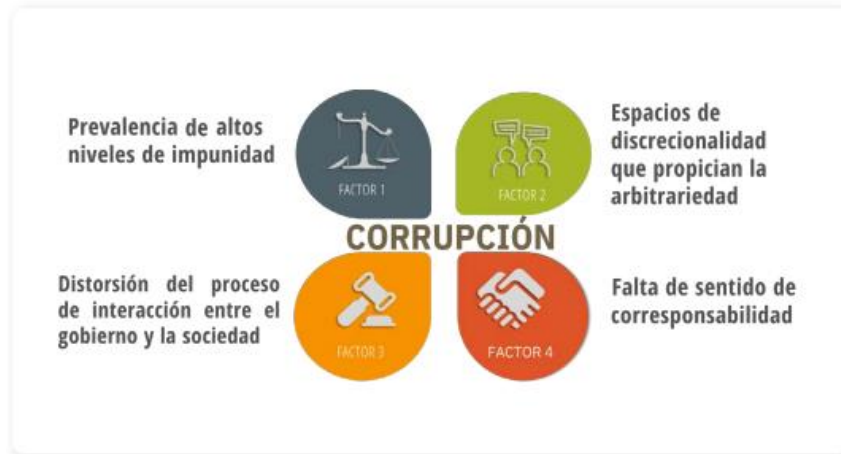 Prevalencia de altos
niveles de impunidad
FACTOR 1
FACTOR 2
Espacios de
discrecionalidad
que propician la
arbitrariedad
CORRUPCIÓN
Distorsión del proceso
de interacción entre el
gobierno y la sociedad
FACTOR 3
FACTOR 4
Falta de sentido de
corresponsabilidad